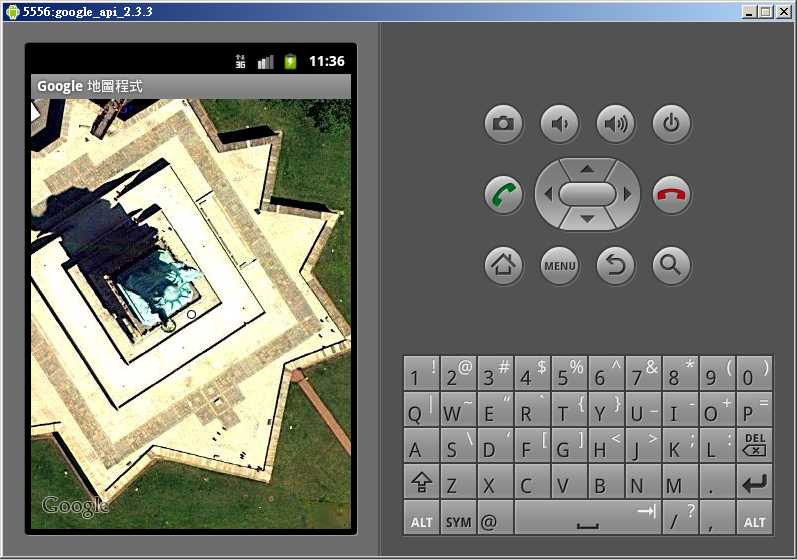 5556:google_api_2.3.3
3G 11:36
Google 地圖程式
Google
MENU
1 ! 2 @ 3 # 4 $ 5 % 6 ^ 7 & 8 * 9 ( 0 )
Q | W ~ E “ R ` T { Y } U _ I - O + P =
A S \ D ‘ F [ G ] H < J > K ; L : DEL
Z X C V B N M .
ALT SYM @ / ? , ALT